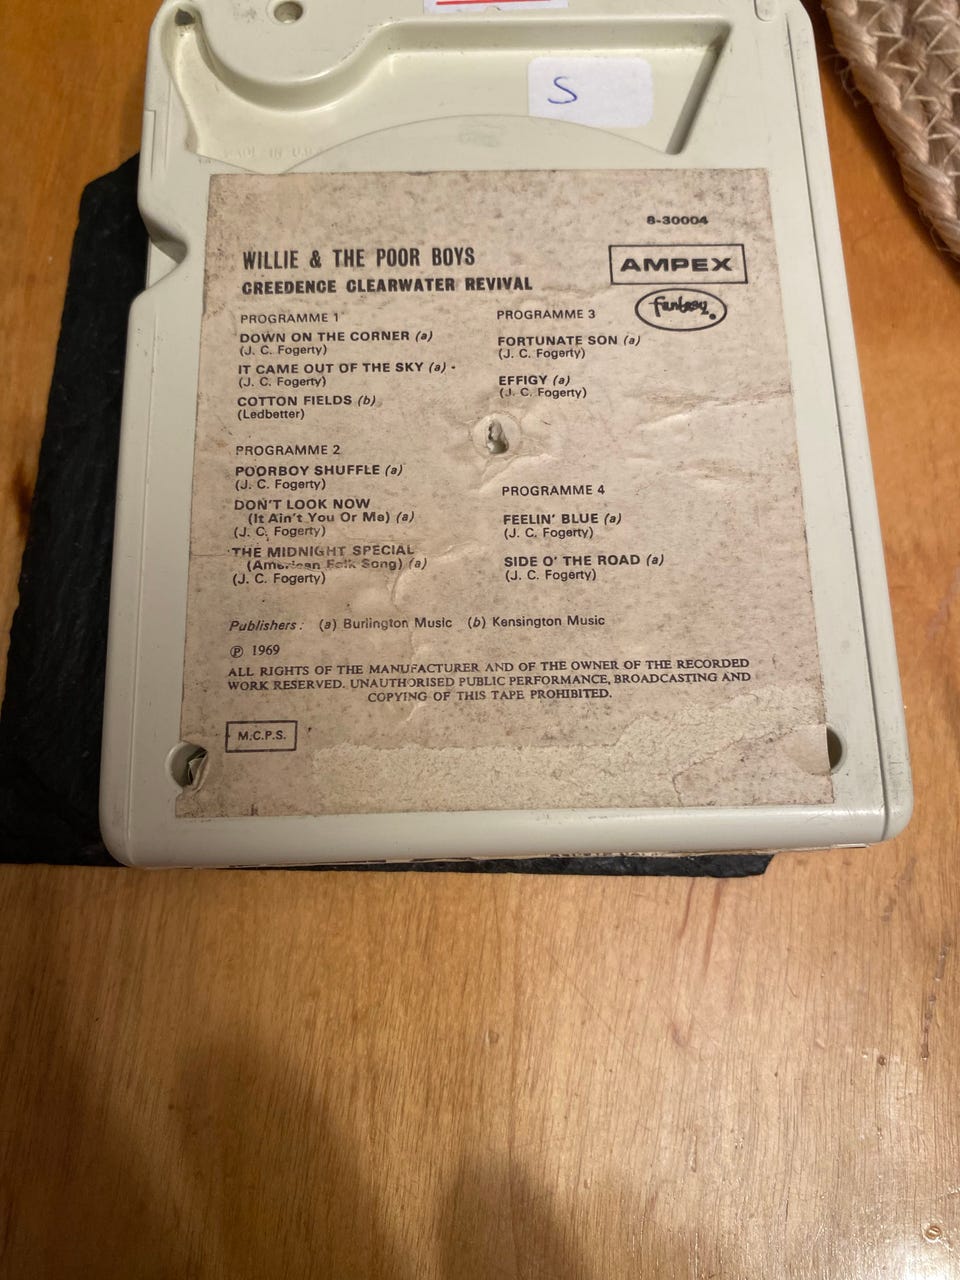 S
8-30004
WILLIE & THE POOR BOYS
CREEDENCE CLEARWATER REVIVAL
AMPEX
Fantasy
PROGRAMME 1
DOWN ON THE CORNER (a)
(J. C. Fogerty)
IT CAME OUT OF THE SKY (a)
(J. C. Fogerty)
COTTON FIELDS (b)
(Ledbetter)
PROGRAMME 2
POORBOY SHUFFLE (a)
(J. C. Fogerty)
DON'T LOOK NOW
(It Ain't You Or Me) (a)
(J. C. Fogerty)
THE MIDNIGHT SPECIAL
(American Folk Song) (a)
(J. C. Fogerty)
PROGRAMME 3
FORTUNATE SON (a)
(J. C. Fogerty)
EFFIGY (a)
(J. C. Fogerty)
PROGRAMME 4
FEELIN' BLUE (a)
(J. C. Fogerty)
SIDE O' THE ROAD (a)
(J. C. Fogerty)
Publishers: (a) Burlington Music (b) Kensington Music
℗ 1969
ALL RIGHTS OF THE MANUFACTURER AND OF THE OWNER OF THE RECORDED
WORK RESERVED. UNAUTHORISED PUBLIC PERFORMANCE, BROADCASTING AND
COPYING OF THIS TAPE PROHIBITED.
M.C.P.S.